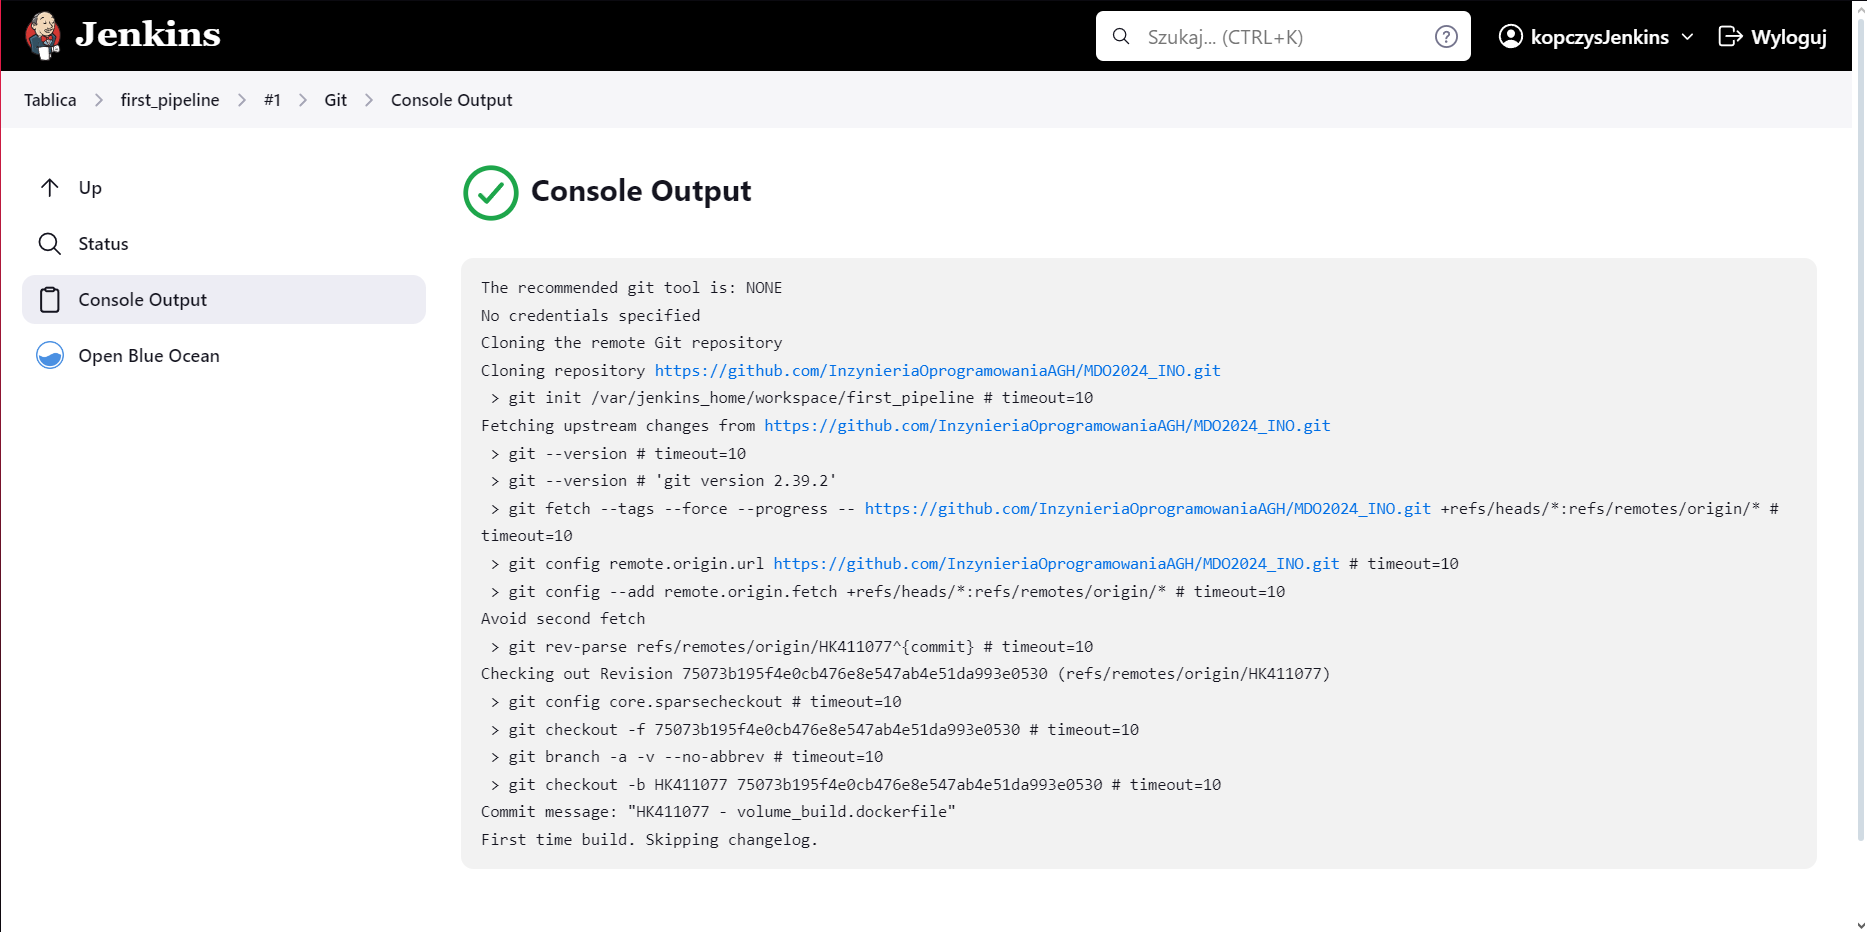 Jenkins
Szukaj... (CTRL+K)
kopczysJenkins
Wyloguj
Tablica > first_pipeline > #1 > Git > Console Output
Up
Status
Console Output
Open Blue Ocean
Console Output
The recommended git tool is: NONE
No credentials specified
Cloning the remote Git repository
Cloning repository https://github.com/InzynieriaOprogramowaniaAGH/MDO2024_INO.git
 > git init /var/jenkins_home/workspace/first_pipeline # timeout=10
Fetching upstream changes from https://github.com/InzynieriaOprogramowaniaAGH/MDO2024_INO.git
 > git --version # timeout=10
 > git --version # 'git version 2.39.2'
 > git fetch --tags --force --progress -- https://github.com/InzynieriaOprogramowaniaAGH/MDO2024_INO.git +refs/heads/*:refs/remotes/origin/* #
timeout=10
 > git config remote.origin.url https://github.com/InzynieriaOprogramowaniaAGH/MDO2024_INO.git # timeout=10
 > git config --add remote.origin.fetch +refs/heads/*:refs/remotes/origin/* # timeout=10
Avoid second fetch
 > git rev-parse refs/remotes/origin/HK411077^{commit} # timeout=10
Checking out Revision 75073b195f4e0cb476e8e547ab4e51da993e0530 (refs/remotes/origin/HK411077)
 > git config core.sparsecheckout # timeout=10
 > git checkout -f 75073b195f4e0cb476e8e547ab4e51da993e0530 # timeout=10
 > git branch -a -v --no-abbrev # timeout=10
 > git checkout -b HK411077 75073b195f4e0cb476e8e547ab4e51da993e0530 # timeout=10
Commit message: "HK411077 - volume_build.dockerfile"
First time build. Skipping changelog.